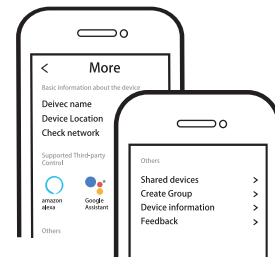 < More
Basic information about the device
Deivec name
Device Location
Check network
Supported Third-party
Control
amazon
alexa
Google
Assistant
Others
Others
Shared devices >
Create Group >
Device information >
Feedback >